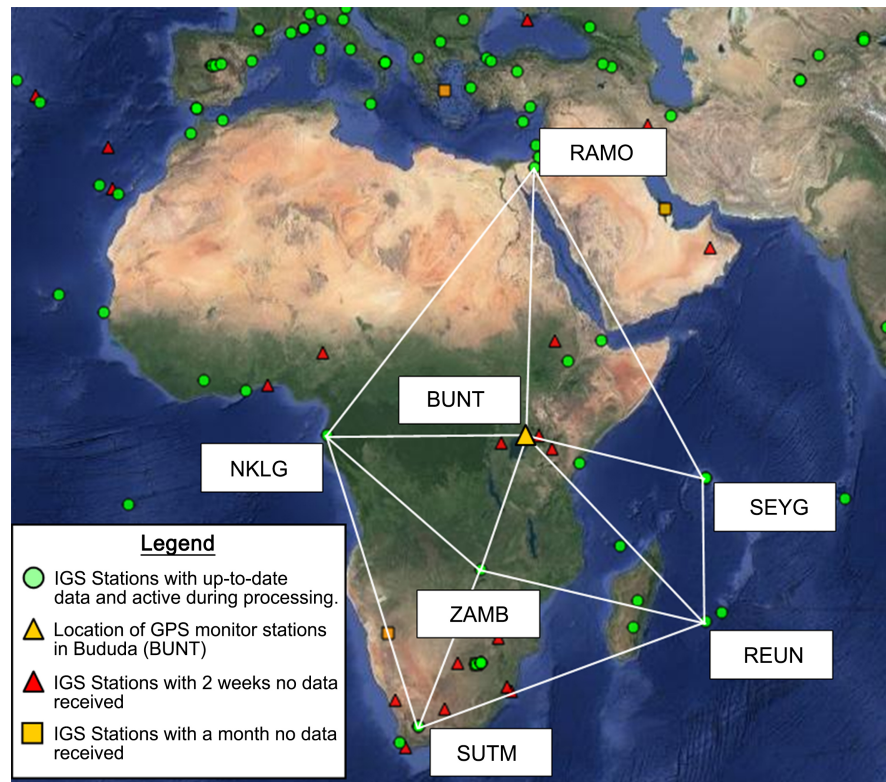 RAMO
BUNT
NKLG
SEYG
ZAMB
REUN
SUTM
Legend
IGS Stations with up-to-date
data and active during processing.
Location of GPS monitor stations
in Bududa (BUNT)
IGS Stations with 2 weeks no data
received
IGS Stations with a month no data
received